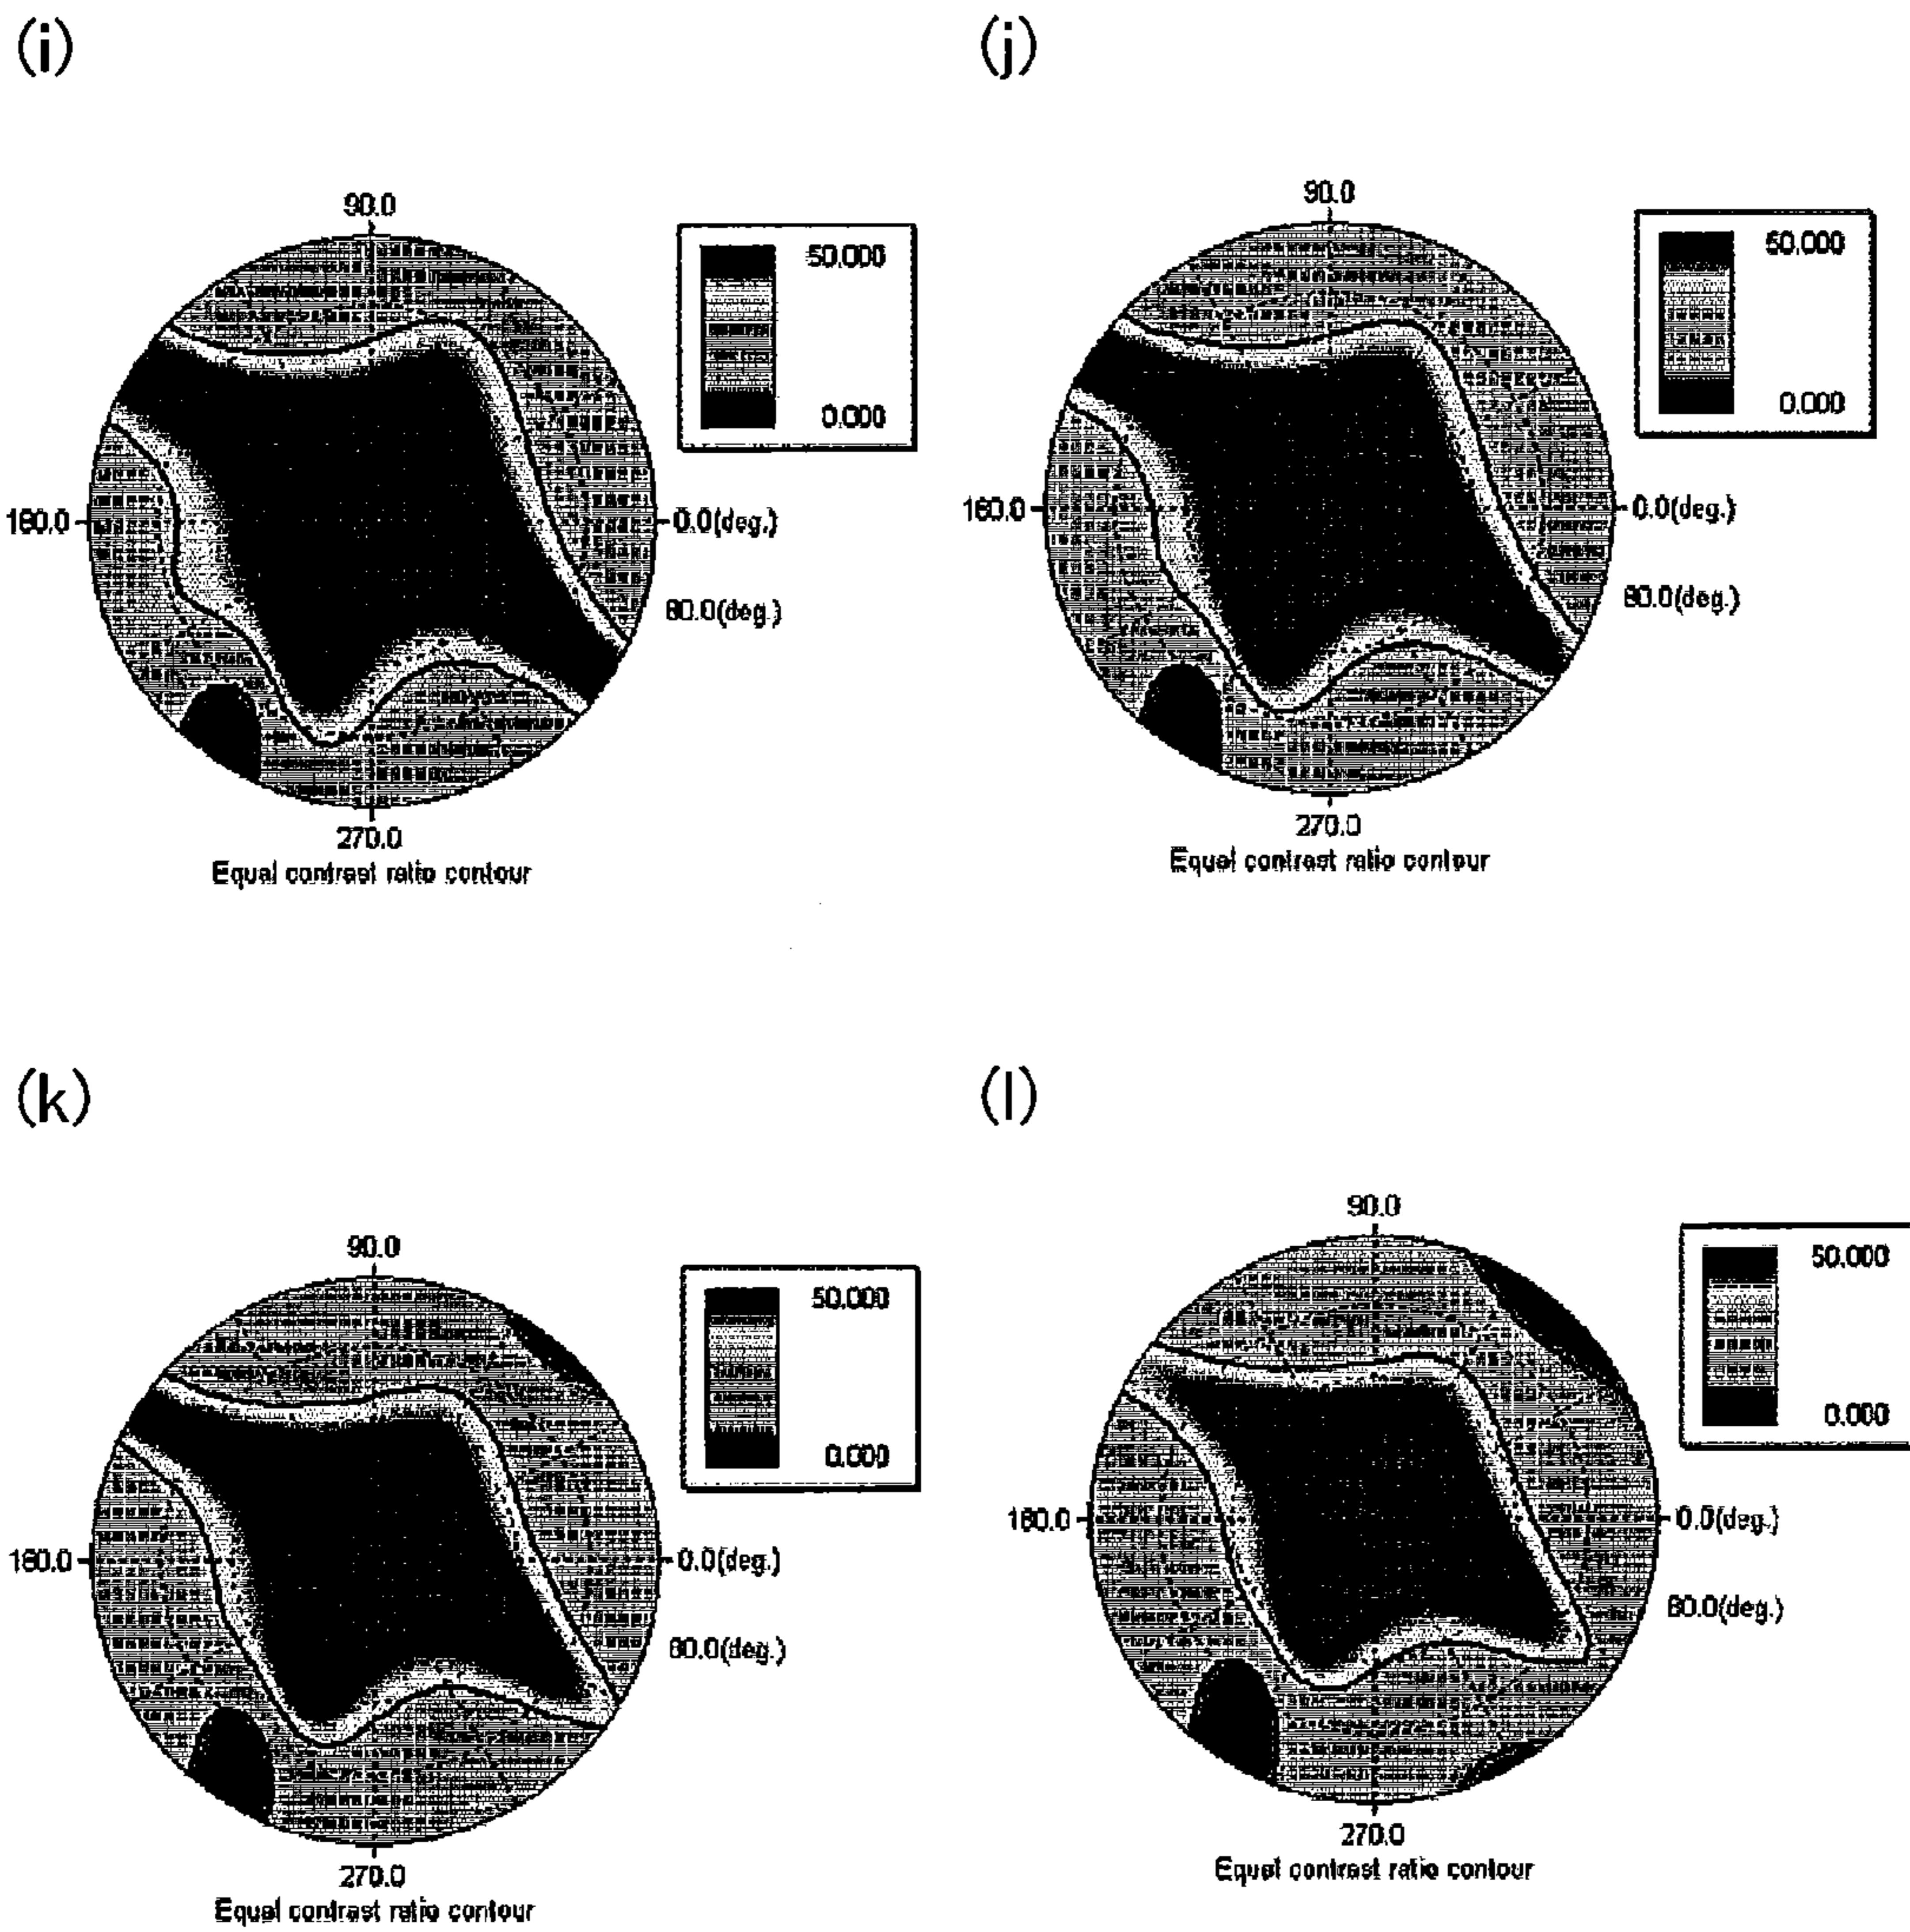 (i)
90.0
50.000
0.000
180.0
0.0(deg.)
80.0(deg.)
270.0
Equal contrast ratio contour
(j)
90.0
50.000
0.000
180.0
0.0(deg.)
80.0(deg.)
270.0
Equal contrast ratio contour
(k)
90.0
50.000
0.000
180.0
0.0(deg.)
80.0(deg.)
270.0
Equal contrast ratio contour
(l)
90.0
50.000
0.000
180.0
0.0(deg.)
80.0(deg.)
270.0
Equal contrast ratio contour